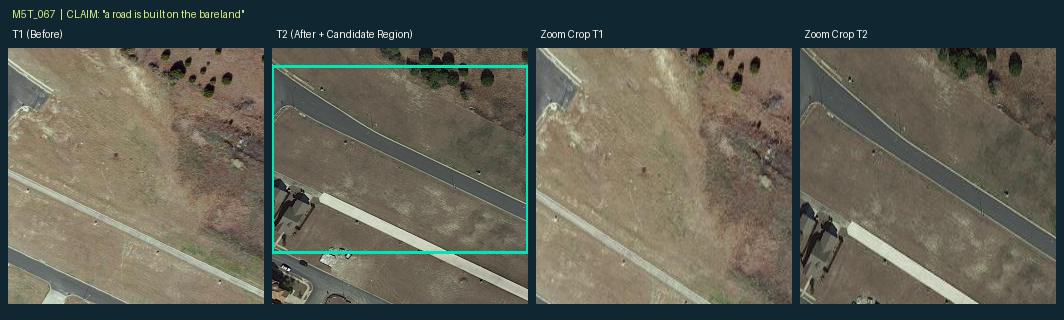 M5T_067 | CLAIM: "a road is built on the bareland"
T1 (Before)
T2 (After + Candidate Region)
Zoom Crop T1
Zoom Crop T2